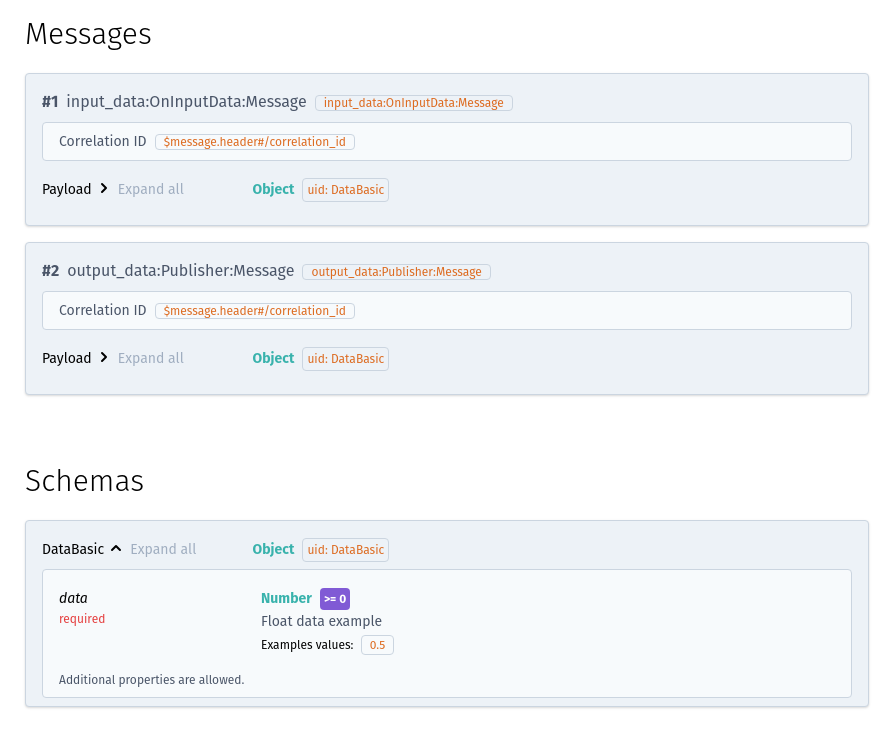 Messages
#1 input_data:OnInputData:Message input_data:OnInputData:Message
Correlation ID $message.header#/correlation_id
Payload Expand all Object uid: DataBasic
#2 output_data:Publisher:Message output_data:Publisher:Message
Correlation ID $message.header#/correlation_id
Payload Expand all Object uid: DataBasic
Schemas
DataBasic Expand all Object uid: DataBasic
data Number >= 0
required
Float data example
Examples values: 0.5
Additional properties are allowed.